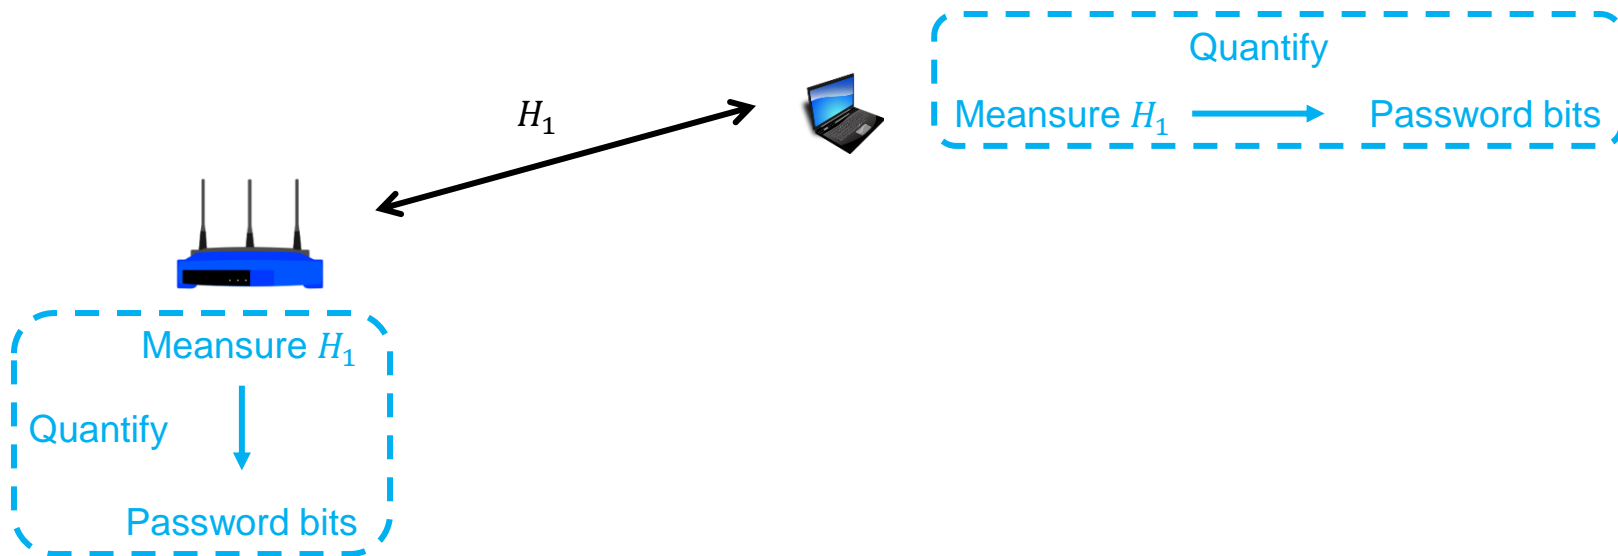 Quantify
Meansure H₁
Password bits
H₁
Meansure H₁
Quantify
Password bits